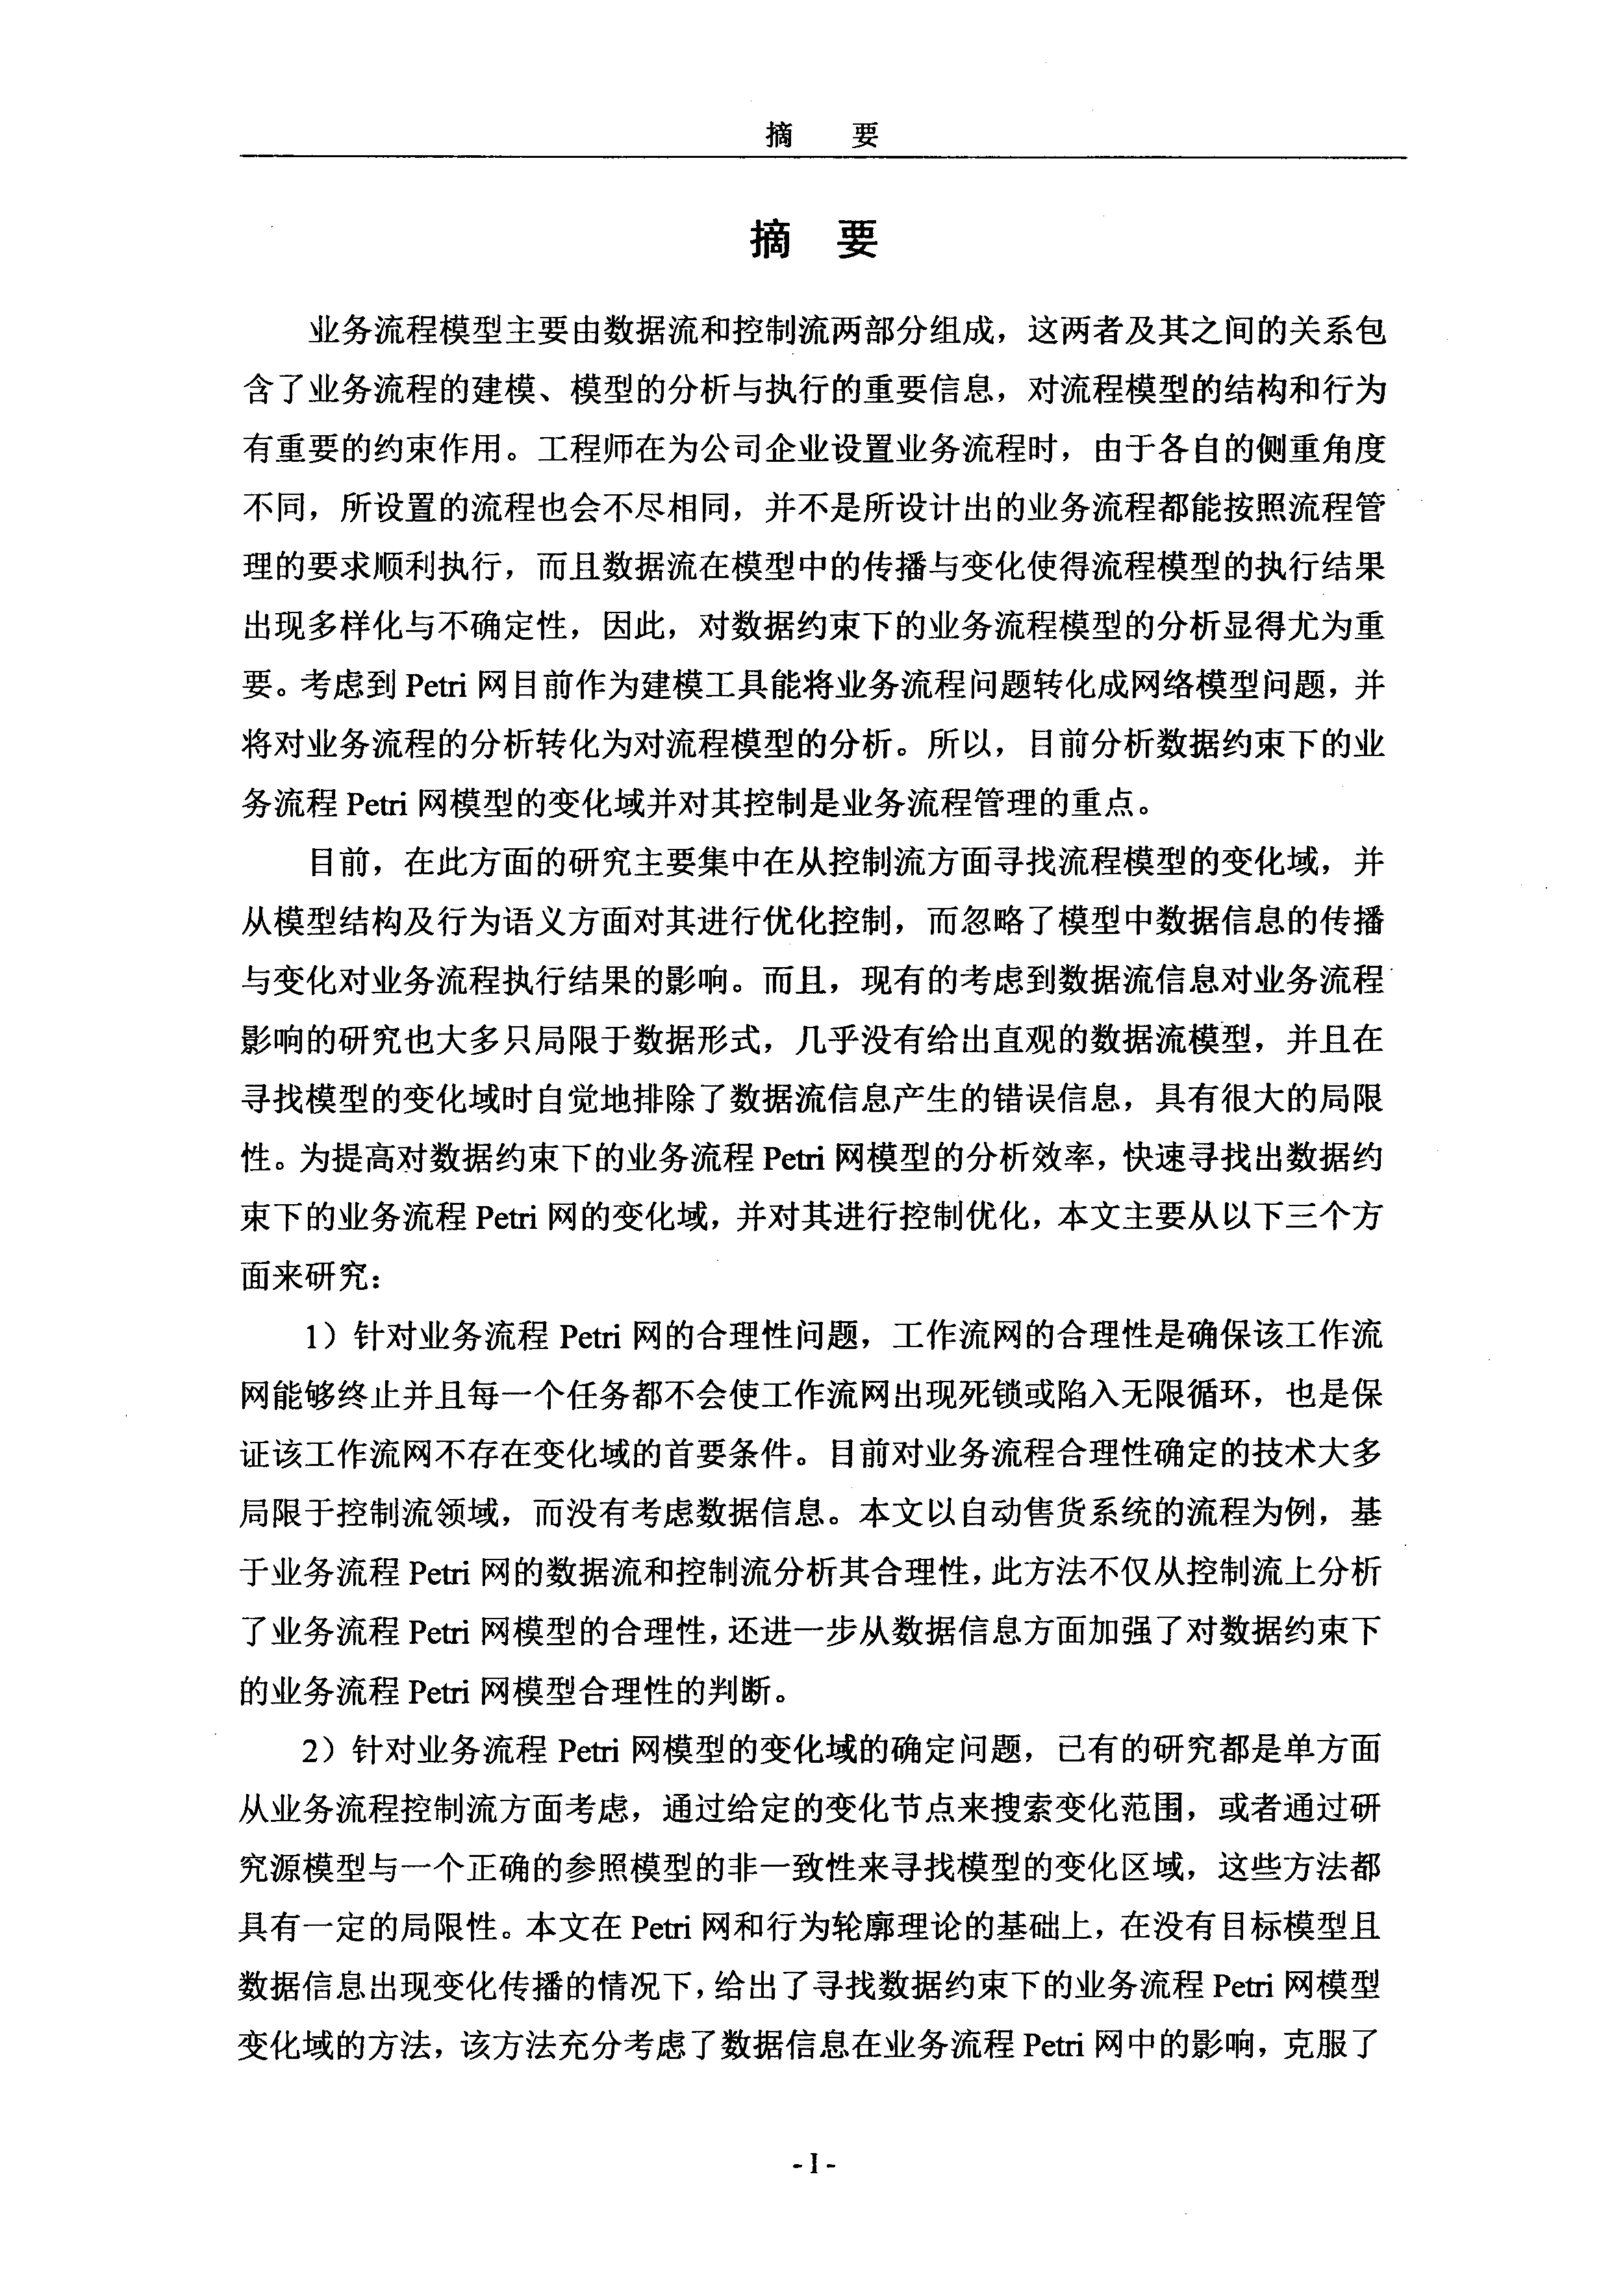 摘　要
摘　要
业务流程模型主要由数据流和控制流两部分组成，这两者及其之间的关系包
含了业务流程的建模、模型的分析与执行的重要信息，对流程模型的结构和行为
有重要的约束作用。工程师在为公司企业设置业务流程时，由于各自的侧重角度
不同，所设置的流程也会不尽相同，并不是所设计出的业务流程都能按照流程管
理的要求顺利执行，而且数据流在模型中的传播与变化使得流程模型的执行结果
出现多样化与不确定性，因此，对数据约束下的业务流程模型的分析显得尤为重
要。考虑到 Petri 网目前作为建模工具能将业务流程问题转化成网络模型问题，并
将对业务流程的分析转化为对流程模型的分析。所以，目前分析数据约束下的业
务流程 Petri 网模型的变化域并对其控制是业务流程管理的重点。
目前，在此方面的研究主要集中在从控制流方面寻找流程模型的变化域，并
从模型结构及行为语义方面对其进行优化控制，而忽略了模型中数据信息的传播
与变化对业务流程执行结果的影响。而且，现有的考虑到数据流信息对业务流程
影响的研究也大多只局限于数据形式，几乎没有给出直观的数据流模型，并且在
寻找模型的变化域时自觉地排除了数据流信息产生的错误信息，具有很大的局限
性。为提高对数据约束下的业务流程 Petri 网模型的分析效率，快速寻找出数据约
束下的业务流程 Petri 网的变化域，并对其进行控制优化，本文主要从以下三个方
面来研究：
1）针对业务流程 Petri 网的合理性问题，工作流网的合理性是确保该工作流
网能够终止并且每一个任务都不会使工作流网出现死锁或陷入无限循环，也是保
证该工作流网不存在变化域的首要条件。目前对业务流程合理性确定的技术大多
局限于控制流领域，而没有考虑数据信息。本文以自动售货系统的流程为例，基
于业务流程 Petri 网的数据流和控制流分析其合理性，此方法不仅从控制流上分析
了业务流程 Petri 网模型的合理性，还进一步从数据信息方面加强了对数据约束下
的业务流程 Petri 网模型合理性的判断。
2）针对业务流程 Petri 网模型的变化域的确定问题，已有的研究都是单方面
从业务流程控制流方面考虑，通过给定的变化节点来搜索变化范围，或者通过研
究源模型与一个正确的参照模型的非一致性来寻找模型的变化区域，这些方法都
具有一定的局限性。本文在 Petri 网和行为轮廓理论的基础上，在没有目标模型且
数据信息出现变化传播的情况下，给出了寻找数据约束下的业务流程 Petri 网模型
变化域的方法，该方法充分考虑了数据信息在业务流程 Petri 网中的影响，克服了
- I -